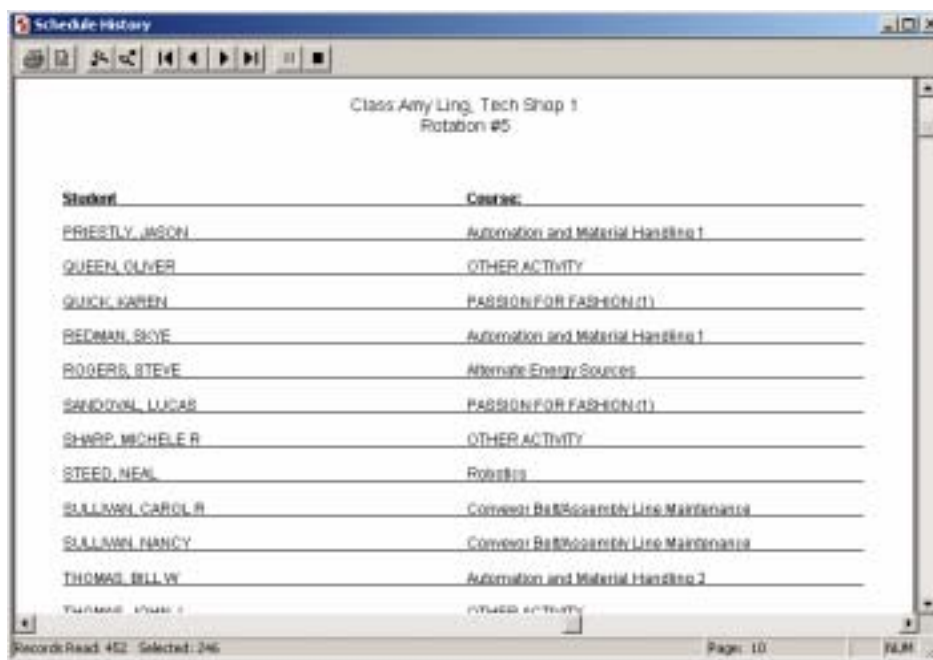 Schedule History
Class Amy Ling, Tech Shop 1
Rotation #5
Student Course:
PRIESTLY, JASON Automation and Material Handling 1
QUEEN, OLIVER OTHER ACTIVITY
QUICK, KAREN PASSION FOR FASHION (1)
REDMAN, SKYE Automation and Material Handling 1
ROGERS, STEVE Alternate Energy Sources
SANDOVAL, LUCAS PASSION FOR FASHION (1)
SHARP, MICHELE R OTHER ACTIVITY
STEED, NEAL Robotics
SULLIVAN, CAROL R Conveyor Belt/Assembly Line Maintenance
SULLIVAN, NANCY Conveyor Belt/Assembly Line Maintenance
THOMAS, BILL W Automation and Material Handling 2
THOMAS, JOHN OTHER ACTIVITY
Records Read: 452 Selected: 246 Page: 10 NUM